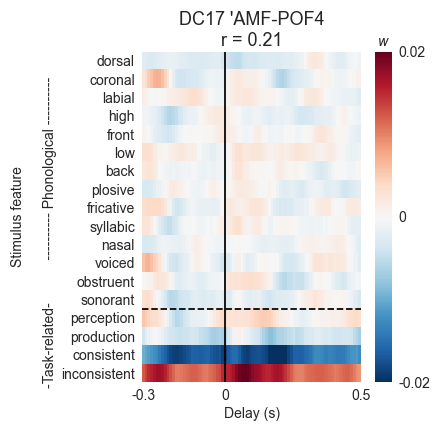 DC17 'AMF-POF4
r = 0.21
w
dorsal
coronal
labial
high
front
low
back
plosive
fricative
syllabic
nasal
voiced
obstruent
sonorant
perception
production
consistent
inconsistent
Stimulus feature
-Task-related-
---------- Phonological ----------
0.02
0
-0.02
-0.3
0
0.5
Delay (s)